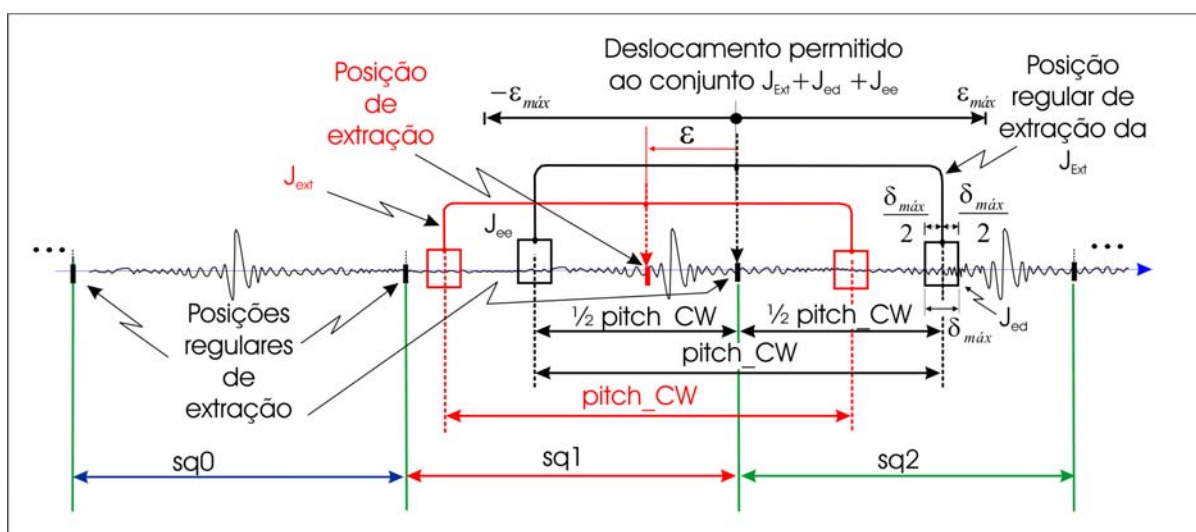 Deslocamento permitido
ao conjunto J_Ext + J_ed + J_ee
Posição
de
extração
Posição
regular de
extração da
J_Ext
−ε_máx
ε_máx
ε
J_ext
J_ee
δ_máx
2
δ_máx
2
...
...
Posições
regulares
de
extração
½ pitch_CW
½ pitch_CW
δ_máx
J_ed
pitch_CW
pitch_CW
sq0
sq1
sq2